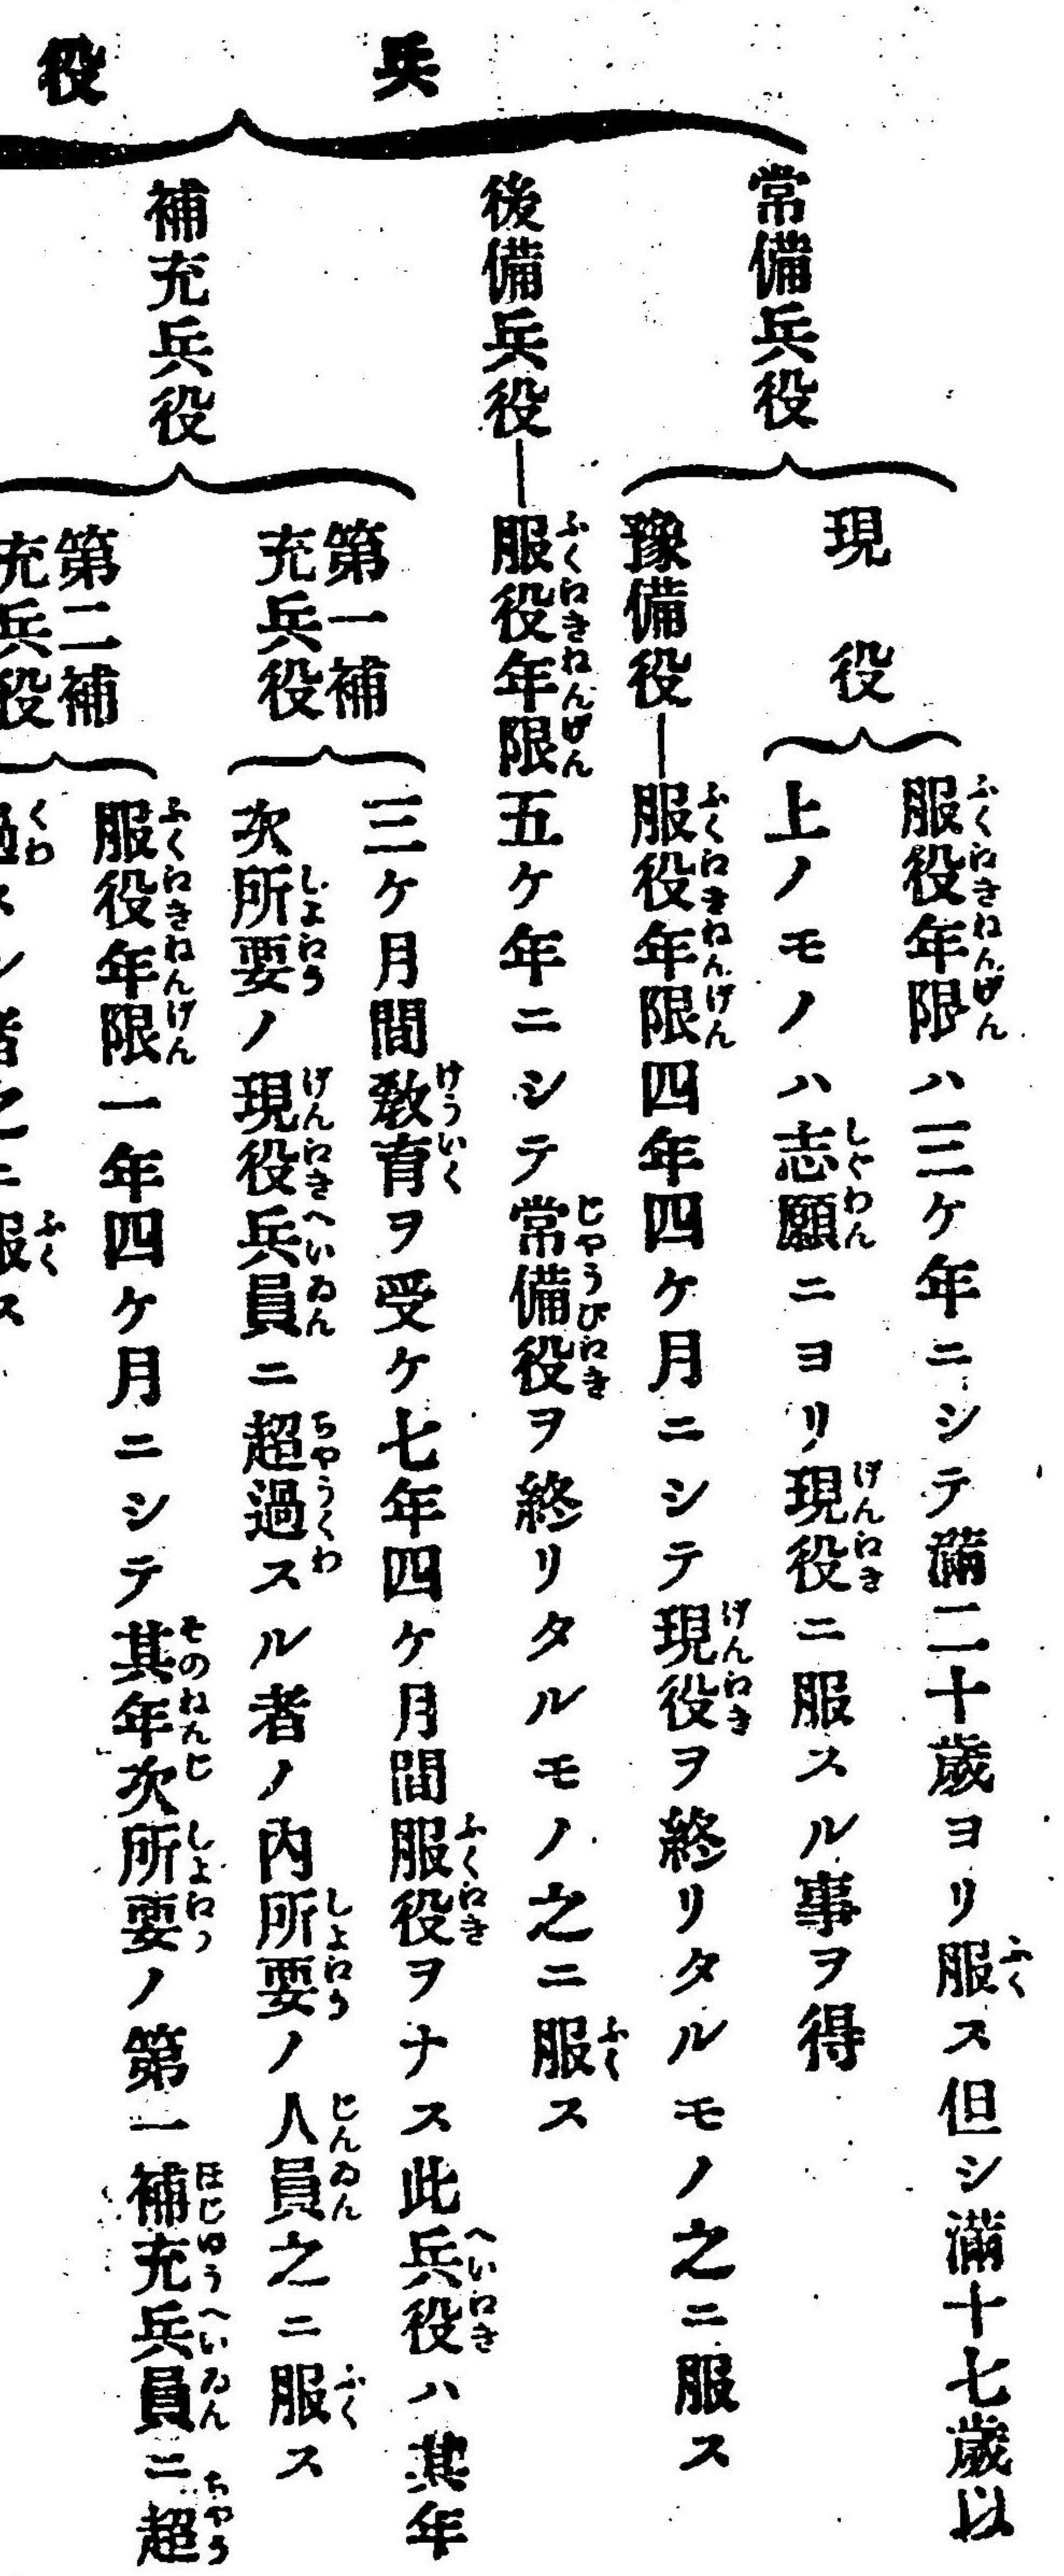 兵役
常備兵役
現役
服役年限ハ三ケ年ニシテ滿二十歲ヨリ服ス但シ滿十七歲以
上ノモノハ志願ニヨリ現役ニ服スル事ヲ得
豫備役
服役年限四年四ケ月ニシテ現役ヲ終リタルモノ之ニ服ス
後備兵役
服役年限五ケ年ニシテ常備役ヲ終リタルモノ之ニ服ス
補充兵役
第一補
充兵役
三ケ月間敎育ヲ受ケ七年四ケ月間服役ヲナス此兵役ハ其年
次所要ノ現役兵員ニ超過スル者ノ內所要ノ人員之ニ服ス
第二補
充兵役
服役年限一年四ケ月ニシテ其年次所要ノ第一補充兵員ニ超
過スル者之ニ服ス